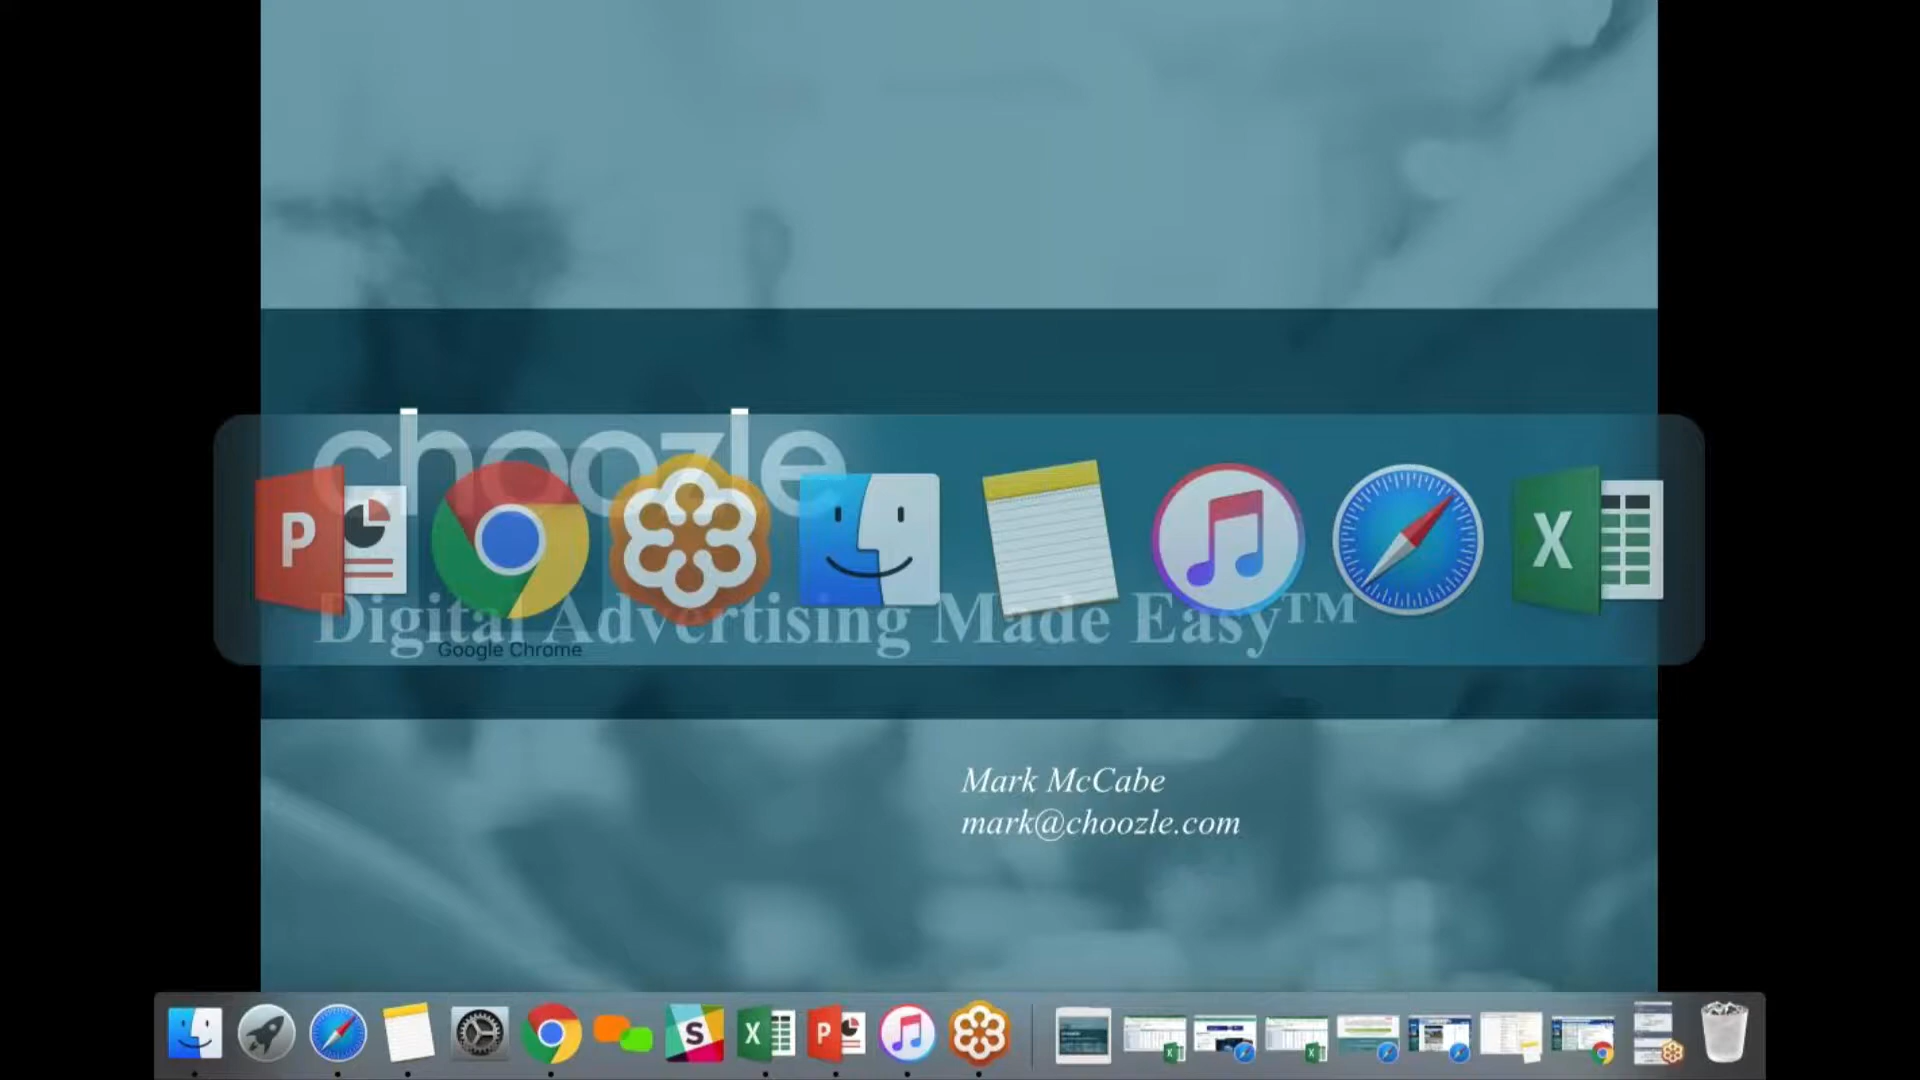 choozle
Digital Advertising Made Easy™
Google Chrome
Mark McCabe
mark@choozle.com